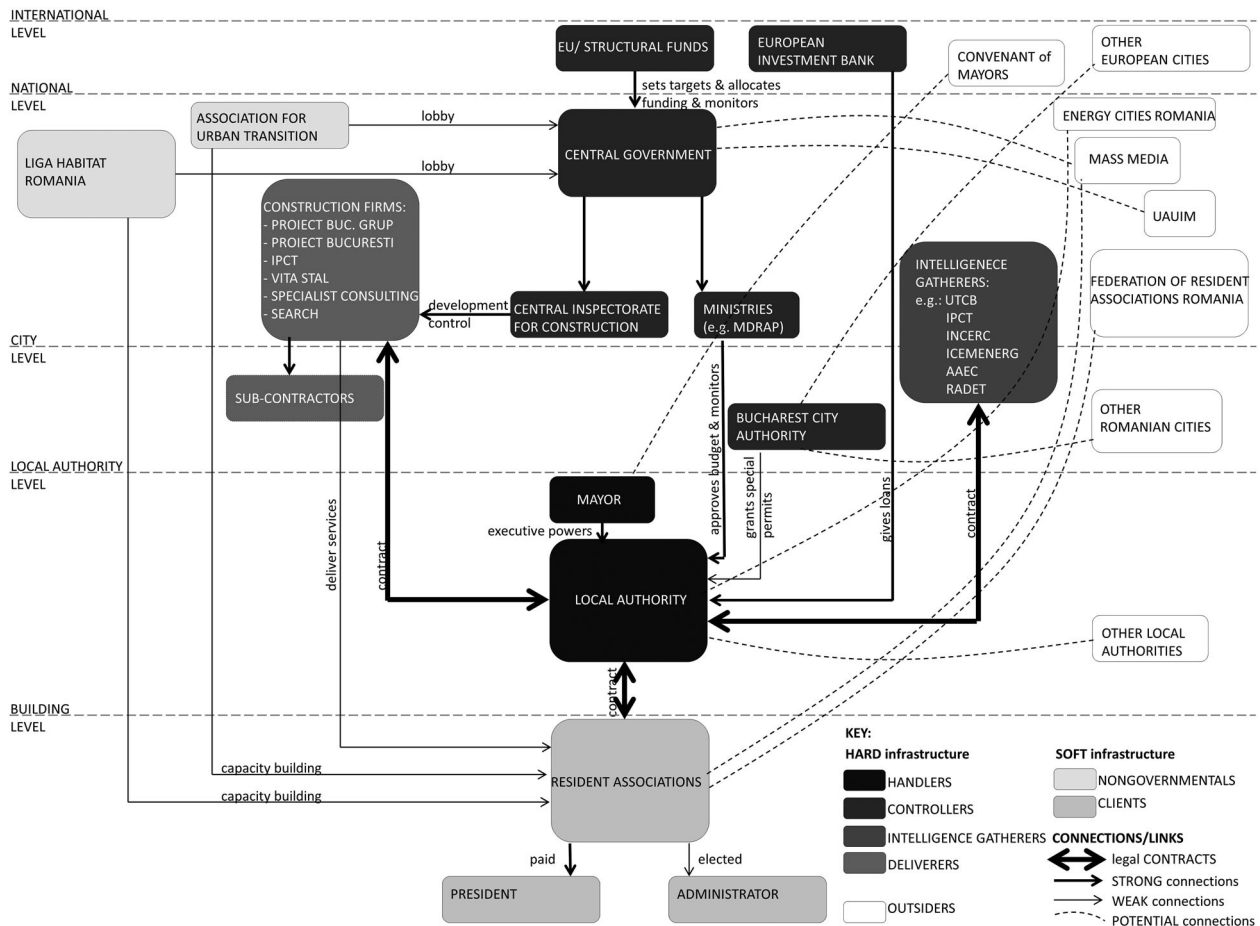 INTERNATIONAL
LEVEL
EU/ STRUCTURAL FUNDS
EUROPEAN
INVESTMENT BANK
CONVENANT of
MAYORS
OTHER
EUROPEAN CITIES
sets targets & allocates
funding & monitors
NATIONAL
LEVEL
ASSOCIATION FOR
URBAN TRANSITION
lobby
LIGA HABITAT
ROMANIA
lobby
CENTRAL GOVERNMENT
ENERGY CITIES ROMANIA
MASS MEDIA
UAUIM
CONSTRUCTION FIRMS:
- PROIECT BUC. GRUP
- PROIECT BUCURESTI
- IPCT
- VITA STAL
- SPECIALIST CONSULTING
- SEARCH
development
control
CENTRAL INSPECTORATE
FOR CONSTRUCTION
MINISTRIES
(e.g. MDRAP)
INTELLIGENECE
GATHERERS:
e.g.: UTCB
IPCT
INCERC
ICEMENERG
AAEC
RADET
FEDERATION OF RESIDENT
ASSOCIATIONS ROMANIA
CITY
LEVEL
SUB-CONTRACTORS
BUCHAREST CITY
AUTHORITY
OTHER
ROMANIAN CITIES
LOCAL AUTHORITY
LEVEL
MAYOR
executive powers
approves budget & monitors
grants special
permits
gives loans
contract
deliver services
contract
LOCAL AUTHORITY
OTHER LOCAL
AUTHORITIES
contract
BUILDING
LEVEL
RESIDENT ASSOCIATIONS
capacity building
capacity building
paid
elected
PRESIDENT
ADMINISTRATOR
KEY:
HARD infrastructure
HANDLERS
CONTROLLERS
INTELLIGENCE GATHERERS
DELIVERERS
OUTSIDERS
SOFT infrastructure
NONGOVERNMENTALS
CLIENTS
CONNECTIONS/LINKS
legal CONTRACTS
STRONG connections
WEAK connections
POTENTIAL connections